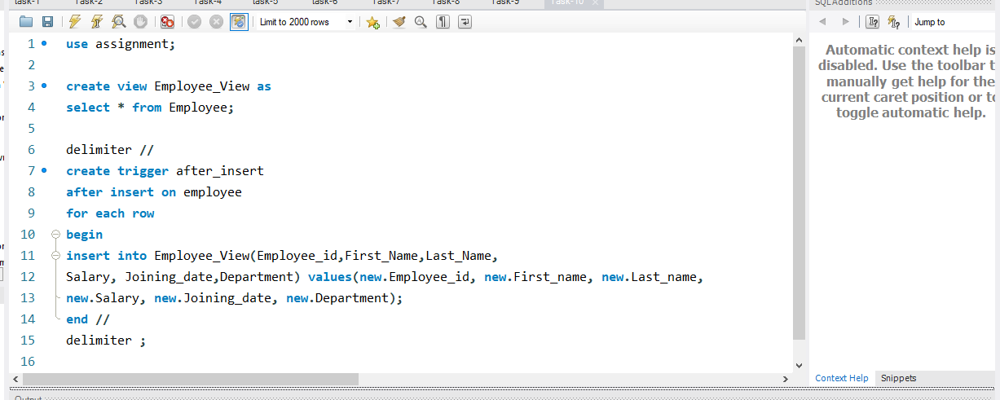 task-1 Task-2 Task-3 Task-4 task-5 task-6 Task-7 Task-8 Task-9 Task-10
SQLAdditions
Limit to 2000 rows
Jump to
1 use assignment;
2
3 create view Employee_View as
4 select * from Employee;
5
6 delimiter //
7 create trigger after_insert
8 after insert on employee
9 for each row
10 begin
11 insert into Employee_View(Employee_id,First_Name,Last_Name,
12 Salary, Joining_date,Department) values(new.Employee_id, new.First_name, new.Last_name,
13 new.Salary, new.Joining_date, new.Department);
14 end //
15 delimiter ;
16
Automatic context help is
disabled. Use the toolbar t
manually get help for the
current caret position or to
toggle automatic help.
Context Help Snippets
Output